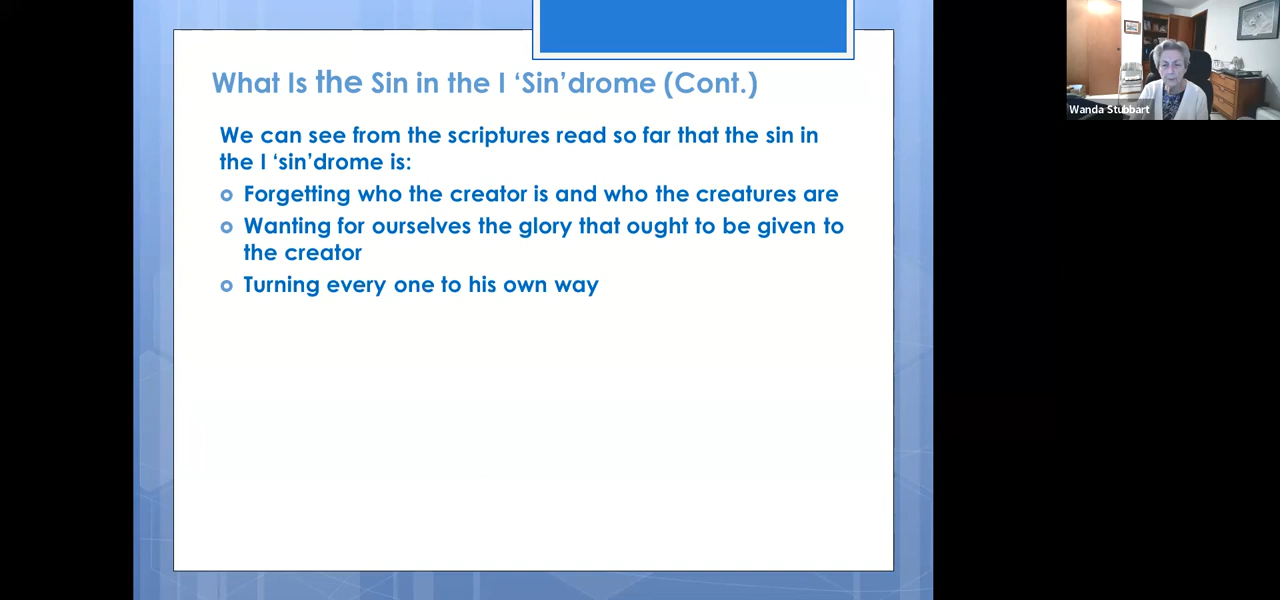 What Is the Sin in the I ‘Sin’drome (Cont.)
We can see from the scriptures read so far that the sin in
the I ‘sin’drome is:
Forgetting who the creator is and who the creatures are
Wanting for ourselves the glory that ought to be given to
the creator
Turning every one to his own way
Wanda Stubbart